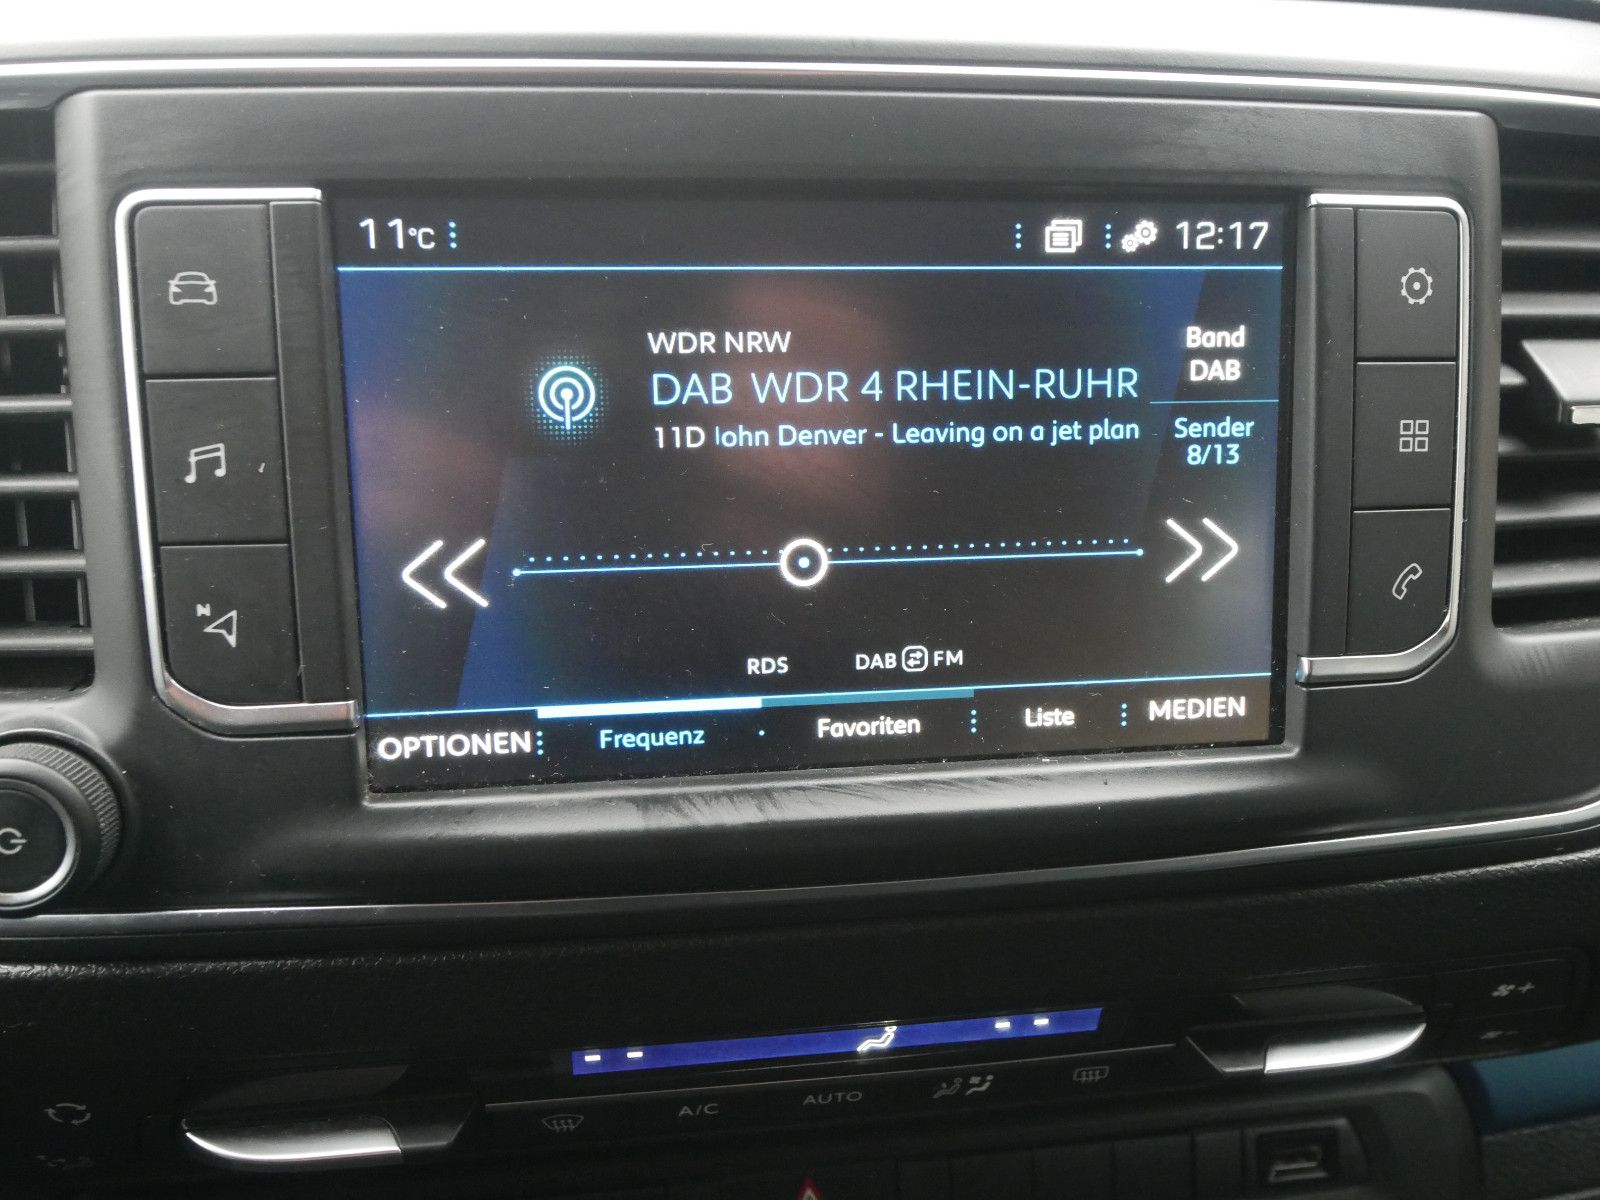 11°C
12:17
WDR NRW
DAB WDR 4 RHEIN-RUHR
11D John Denver - Leaving on a jet plan
Band
DAB
Sender
8/13
N
RDS
DAB FM
OPTIONEN
Frequenz
Favoriten
Liste
MEDIEN
-- --
A/C
AUTO